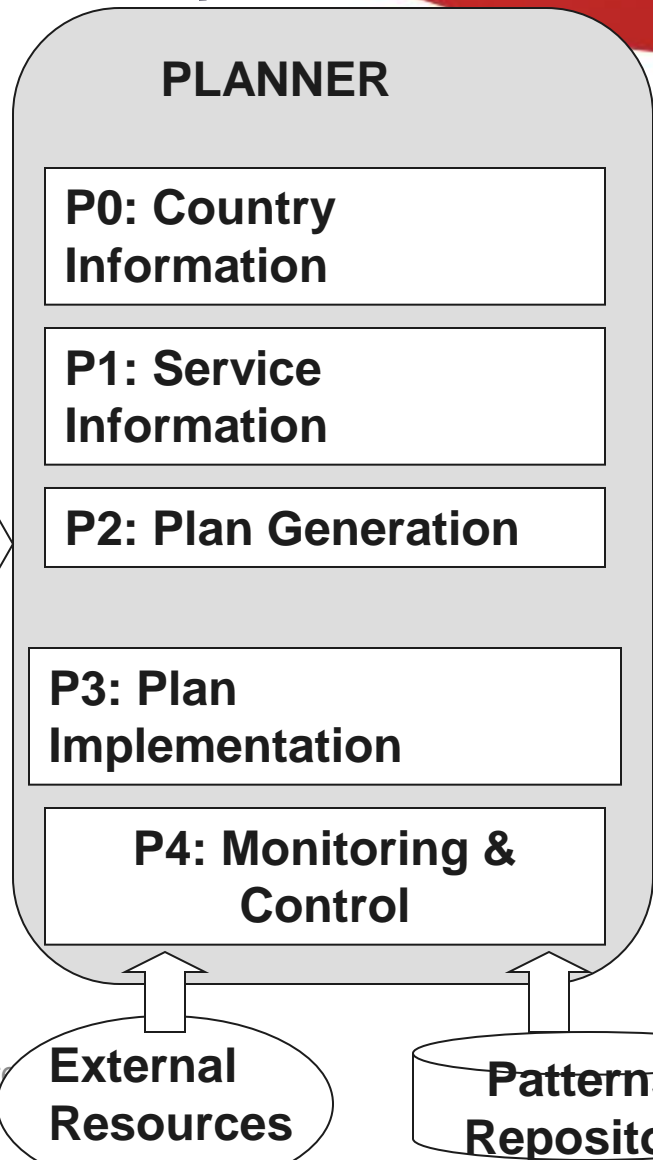 PLANNER
P0: Country
Information
P1: Service
Information
P2: Plan Generation
P3: Plan
Implementation
P4: Monitoring &
Control
External
Resources